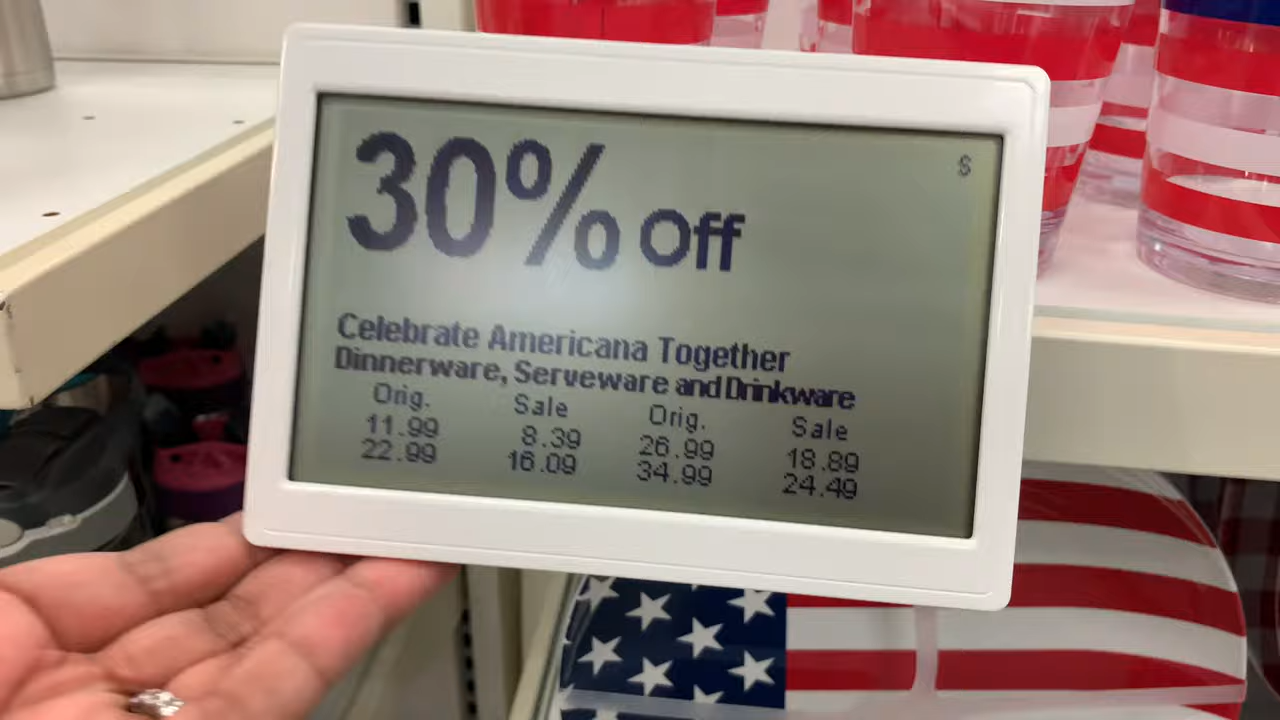 30% Off
S
Celebrate Americana Together
Dinnerware, Serveware and Drinkware
Orig. Sale Orig. Sale
11.99 8.39 26.99 18.89
22.99 16.09 34.99 24.49